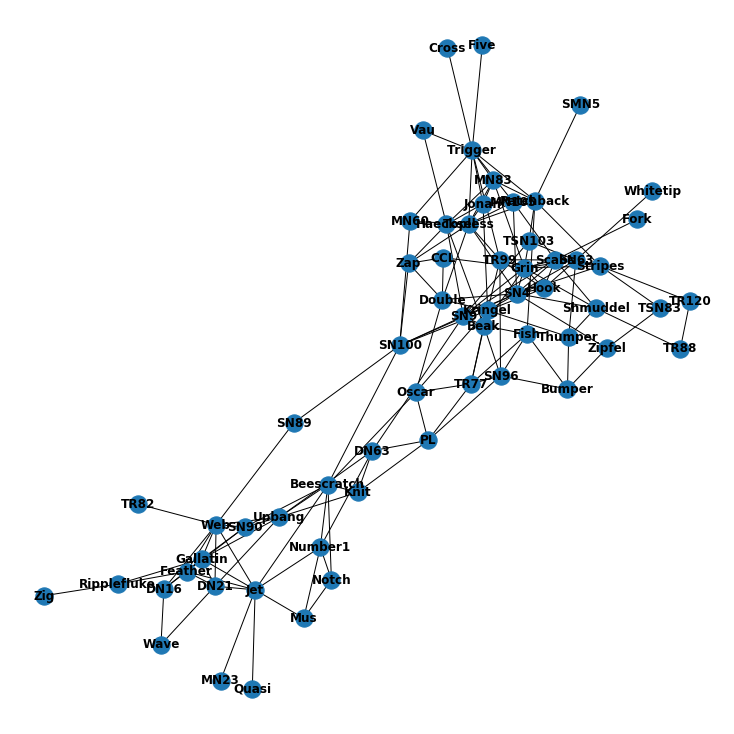 Cross
Five
SMN5
Vau
Trigger
MN83
Whitetip
Jonah
Patchback
MN60
Haecksel
Topless
Fork
TSN103
Zap
CCL
TR99
Grin
Scabs
SN63
Stripes
Hook
SN4
Double
Kringel
SN9
Shmuddel
TSN83
TR120
Beak
Fish
Thumper
SN100
Zipfel
TR88
Oscar
TR77
SN96
Bumper
SN89
PL
DN63
Beescratch
Knit
TR82
Web
SN90
Upbang
Number1
Gallatin
Feather
Ripplefluke
Zig
DN16
DN21
Jet
Notch
Mus
Wave
MN23
Quasi